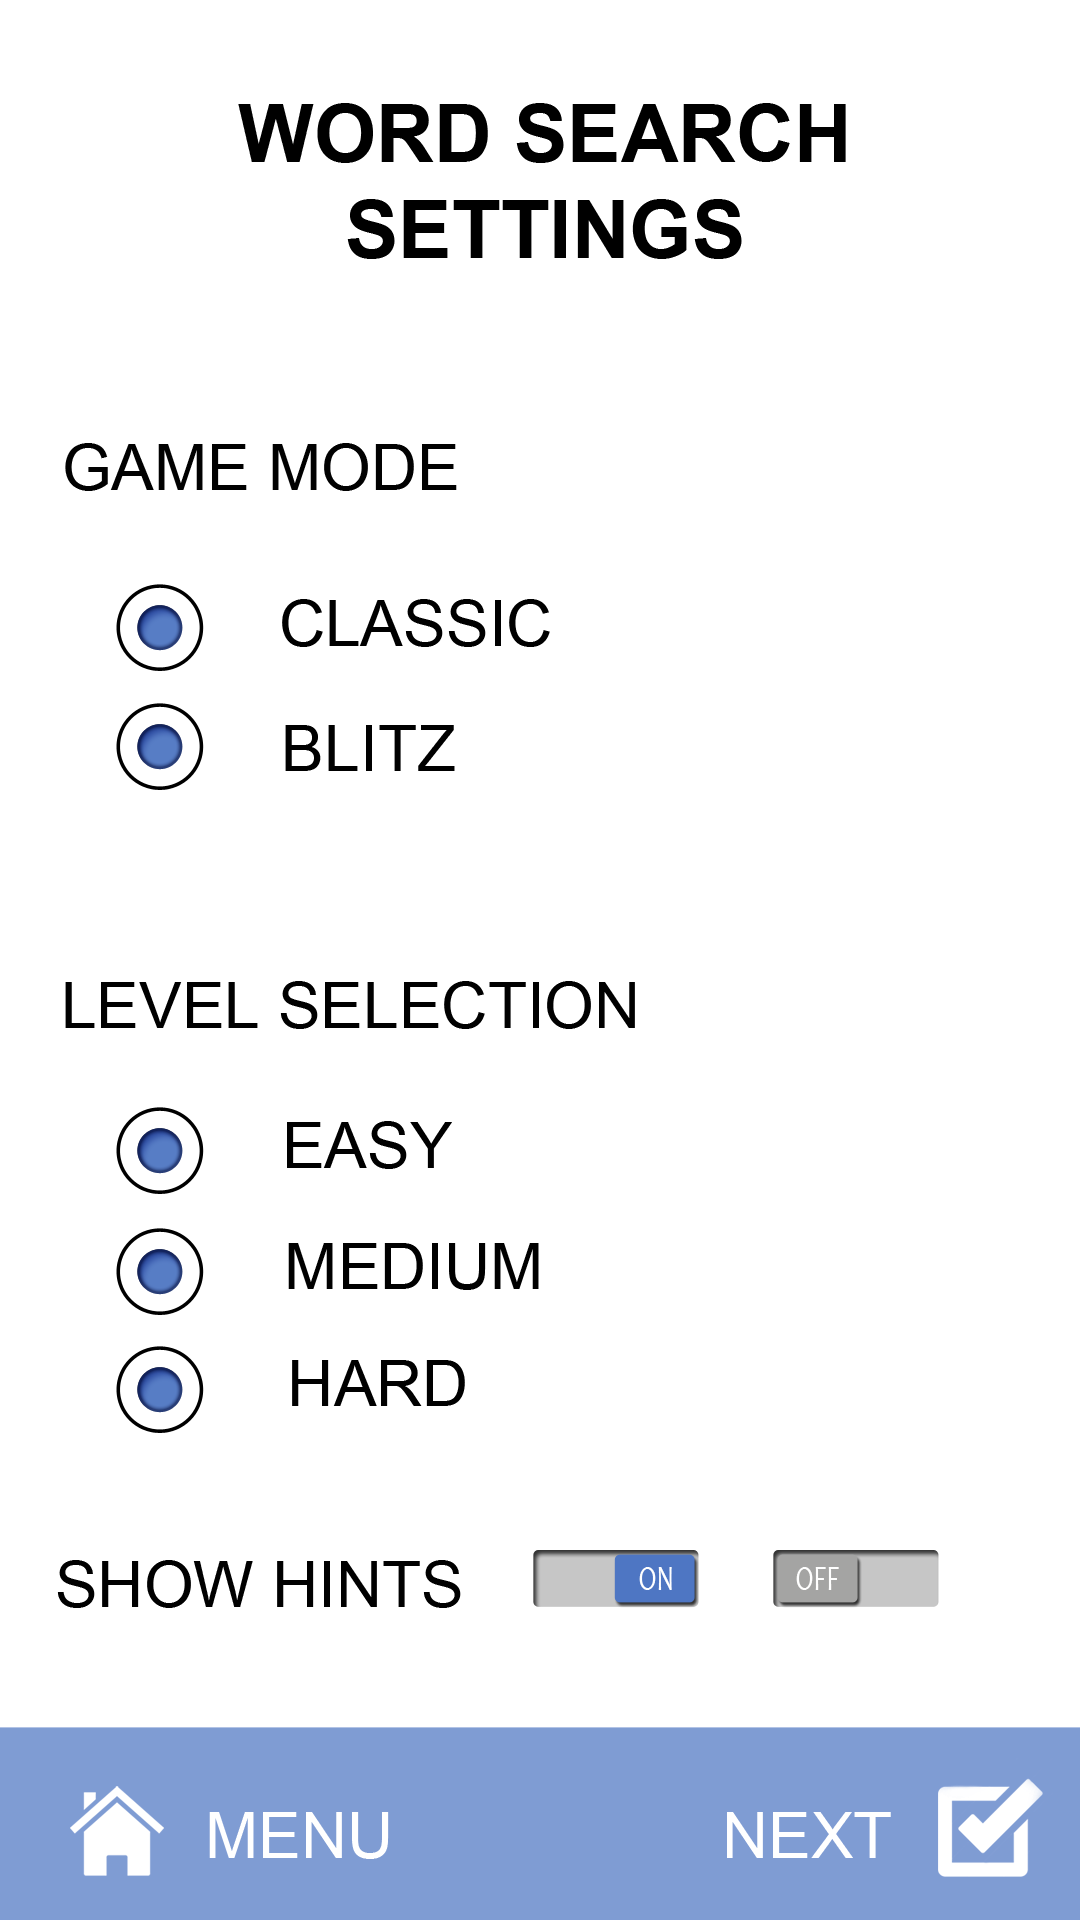 WORD SEARCH
SETTINGS
GAME MODE
CLASSIC
BLITZ
LEVEL SELECTION
EASY
MEDIUM
HARD
SHOW HINTS ON OFF
MENU NEXT